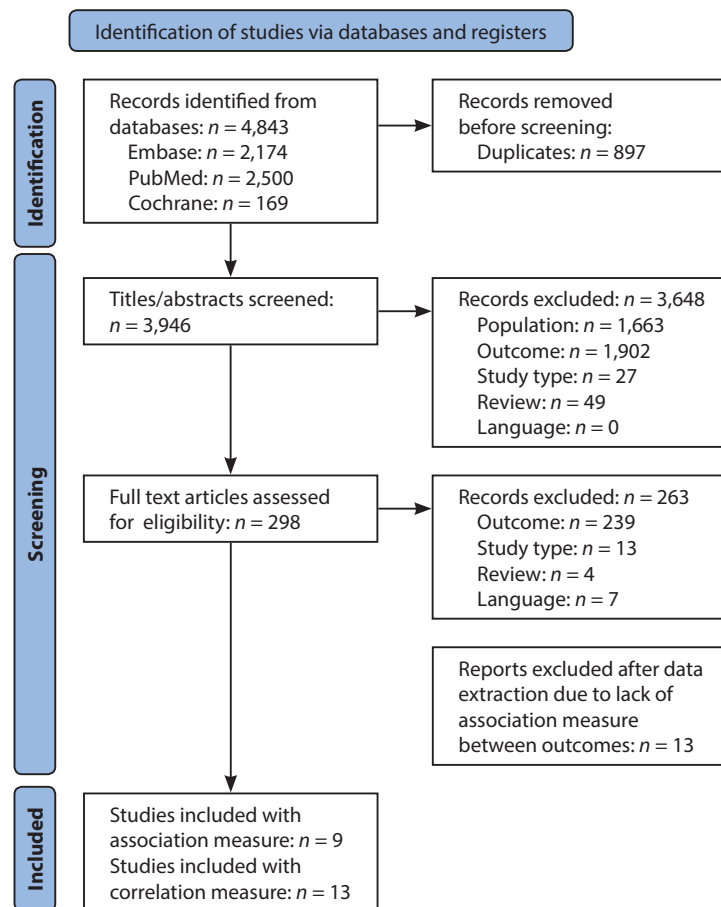 Identification of studies via databases and registers
Identification
Records identified from
databases: n = 4,843
Embase: n = 2,174
PubMed: n = 2,500
Cochrane: n = 169
Records removed
before screening:
Duplicates: n = 897
Screening
Titles/abstracts screened:
n = 3,946
Records excluded: n = 3,648
Population: n = 1,663
Outcome: n = 1,902
Study type: n = 27
Review: n = 49
Language: n = 0
Full text articles assessed
for eligibility: n = 298
Records excluded: n = 263
Outcome: n = 239
Study type: n = 13
Review: n = 4
Language: n = 7
Reports excluded after data
extraction due to lack of
association measure
between outcomes: n = 13
Included
Studies included with
association measure: n = 9
Studies included with
correlation measure: n = 13